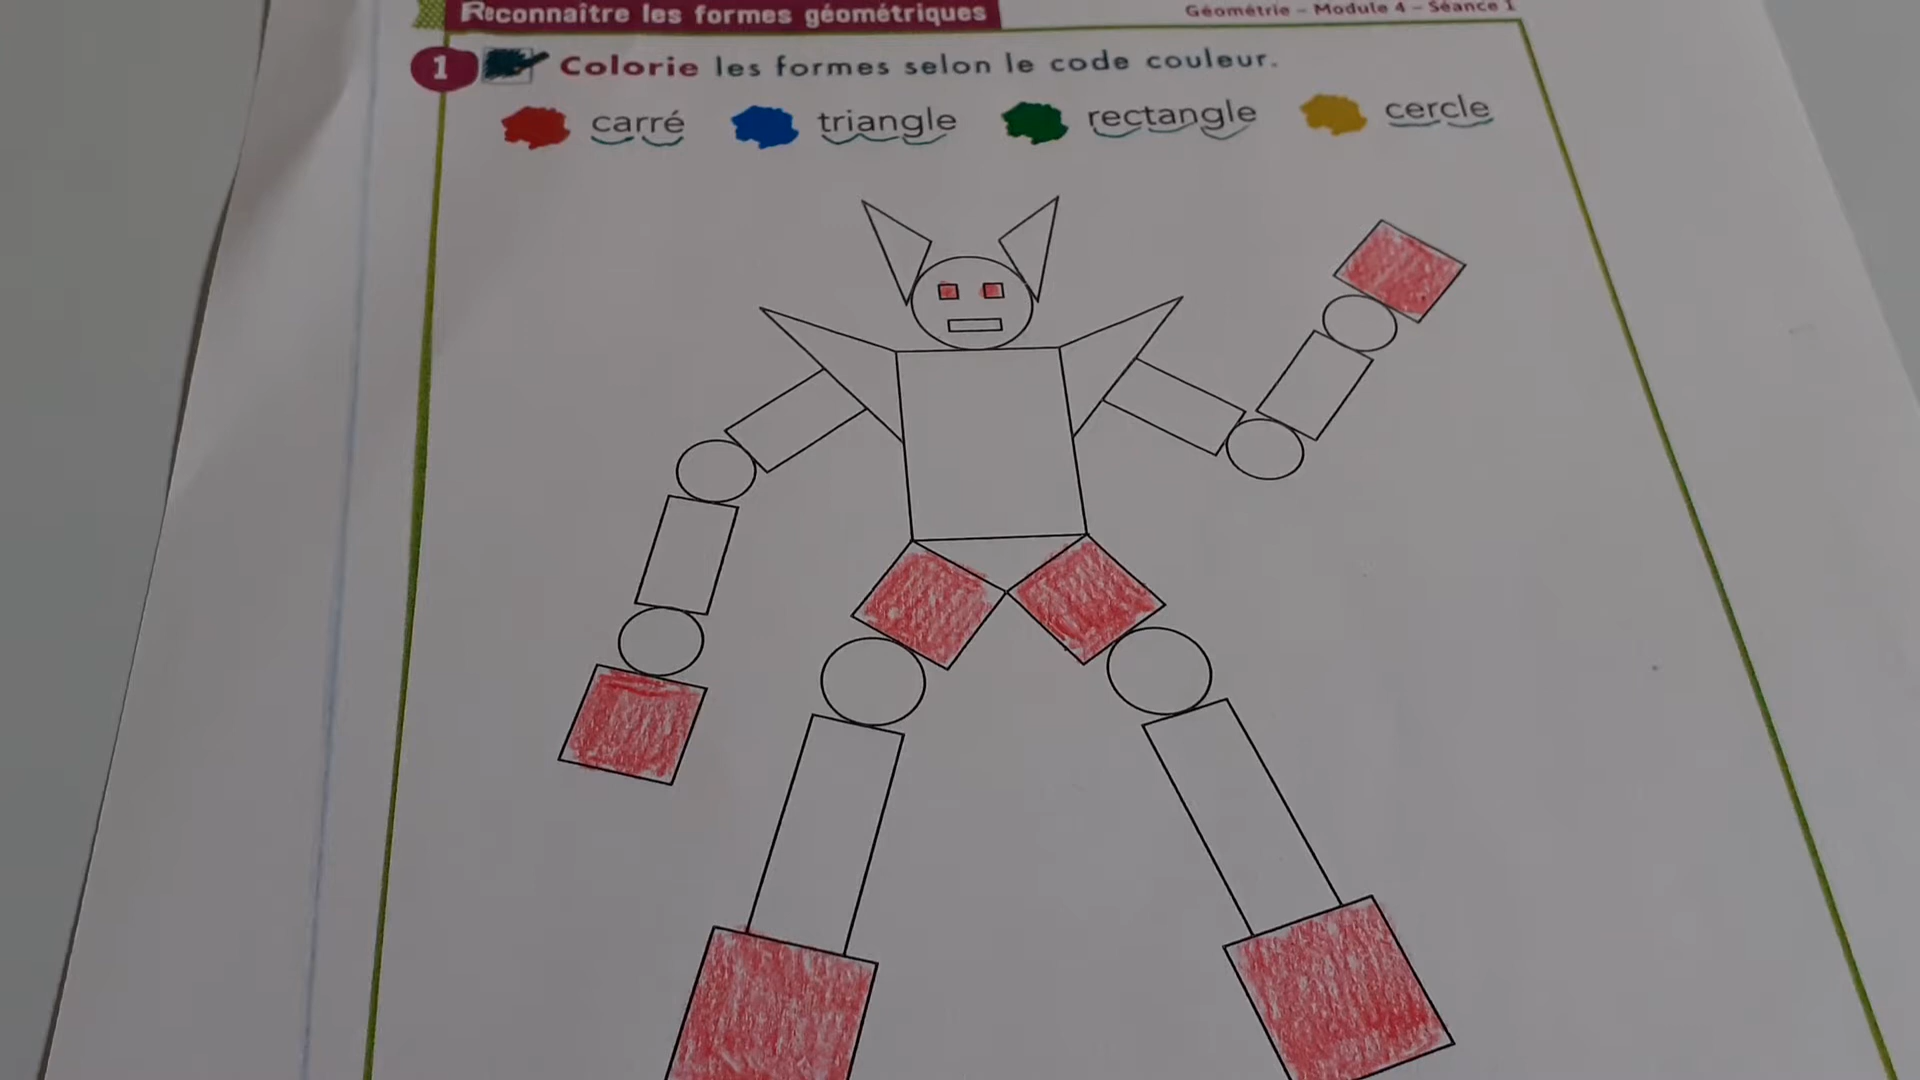 Reconnaître les formes géométriques
Géométrie – Module 4 – Séance 1
1 Colorie les formes selon le code couleur.
carré triangle rectangle cercle